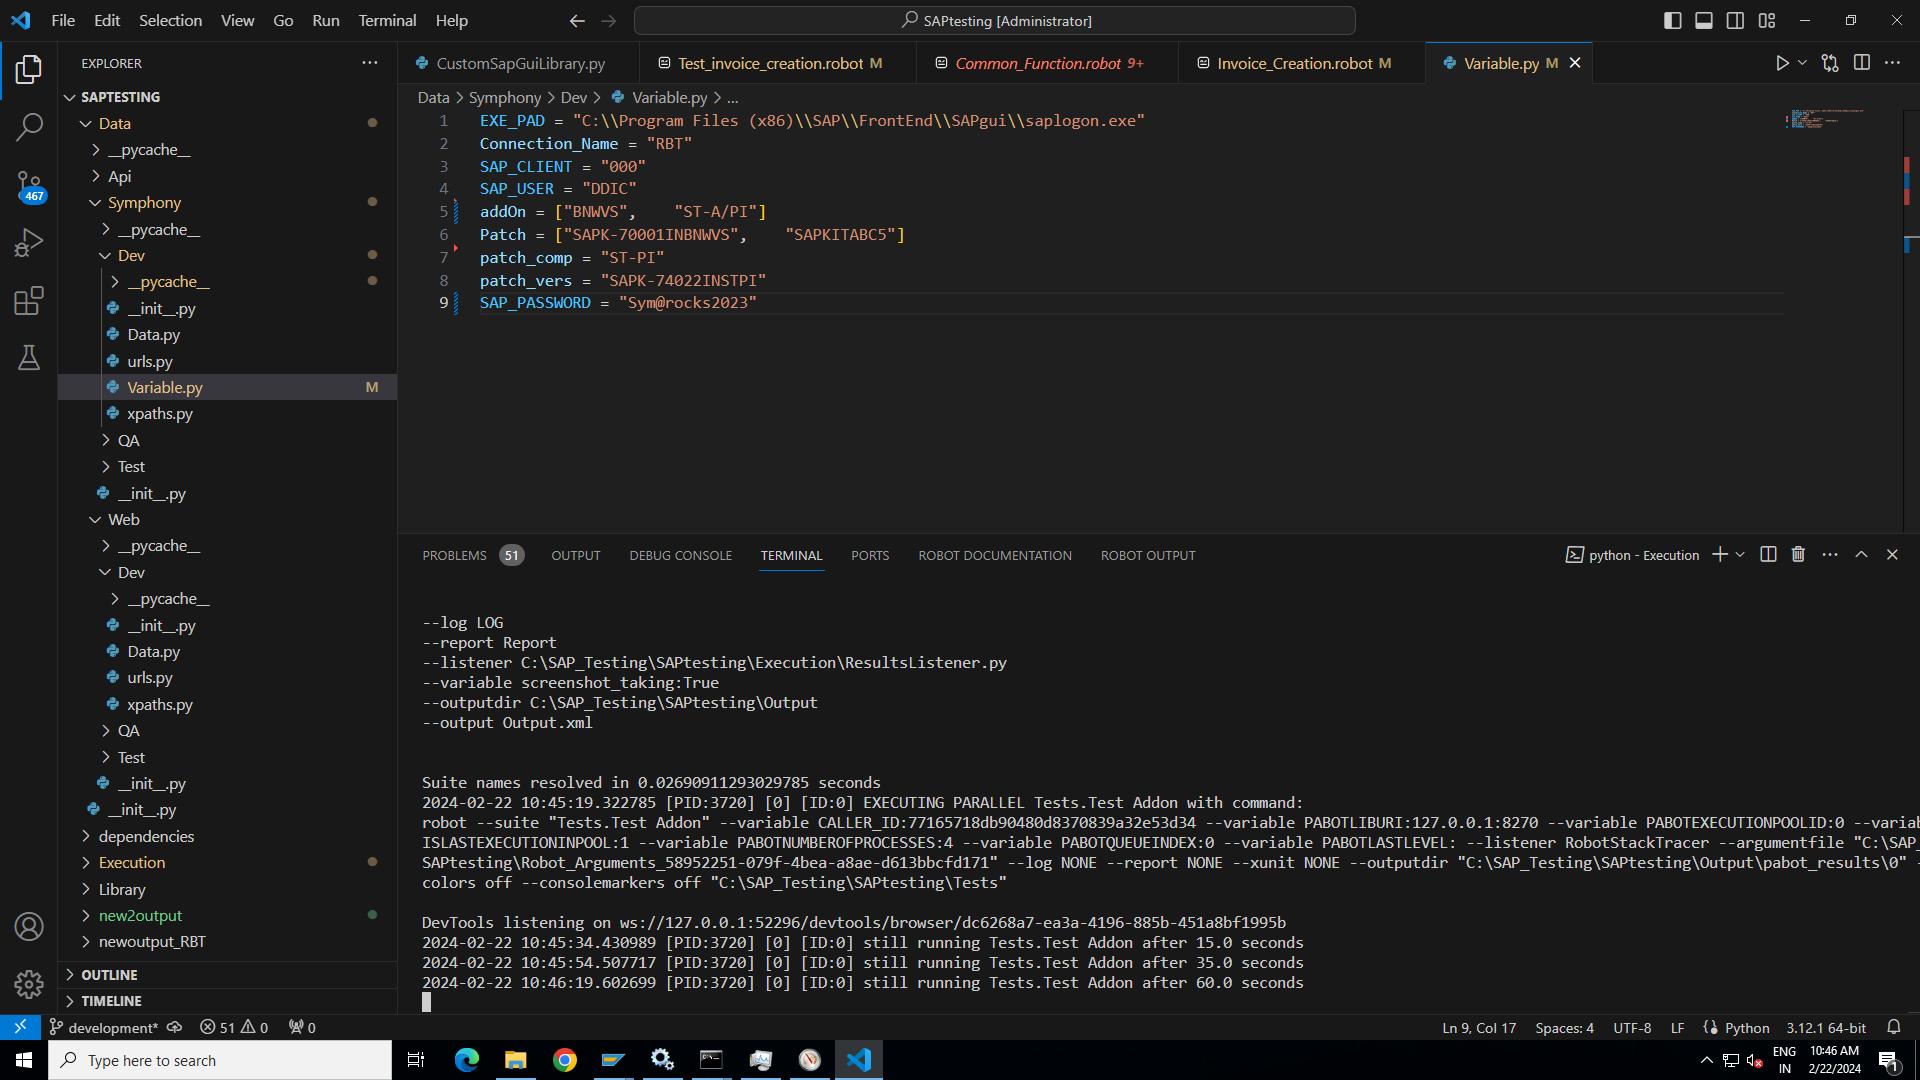 File Edit Selection View Go Run Terminal Help
SAPtesting [Administrator]
EXPLORER
SAPTESTING
Data
__pycache__
Api
Symphony
__pycache__
Dev
__pycache__
__init__.py
Data.py
urls.py
Variable.py M
xpaths.py
QA
Test
__init__.py
Web
__pycache__
Dev
__pycache__
__init__.py
Data.py
urls.py
xpaths.py
QA
Test
__init__.py
__init__.py
dependencies
Execution
Library
new2output
newoutput_RBT
OUTLINE
TIMELINE
467
CustomSapGuiLibrary.py
Test_invoice_creation.robot M
Common_Function.robot 9+
Invoice_Creation.robot M
Variable.py M
Data > Symphony > Dev > Variable.py > ...
1 EXE_PAD = "C:\\Program Files (x86)\\SAP\\FrontEnd\\SAPgui\\saplogon.exe"
2 Connection_Name = "RBT"
3 SAP_CLIENT = "000"
4 SAP_USER = "DDIC"
5 addOn = ["BNWVS",    "ST-A/PI"]
6 Patch = ["SAPK-70001INBNWVS",    "SAPKITABC5"]
7 patch_comp = "ST-PI"
8 patch_vers = "SAPK-74022INSTPI"
9 SAP_PASSWORD = "Sym@rocks2023"
PROBLEMS 51 OUTPUT DEBUG CONSOLE TERMINAL PORTS ROBOT DOCUMENTATION ROBOT OUTPUT
python - Execution
--log LOG
--report Report
--listener C:\SAP_Testing\SAPtesting\Execution\ResultsListener.py
--variable screenshot_taking:True
--outputdir C:\SAP_Testing\SAPtesting\Output
--output Output.xml
Suite names resolved in 0.02690911293029785 seconds
2024-02-22 10:45:19.322785 [PID:3720] [0] [ID:0] EXECUTING PARALLEL Tests.Test Addon with command:
robot --suite "Tests.Test Addon" --variable CALLER_ID:77165718db90480d8370839a32e53d34 --variable PABOTLIBURI:127.0.0.1:8270 --variable PABOTEXECUTIONPOOLID:0 --variab
ISLASTEXECUTIONINPOOL:1 --variable PABOTNUMBEROFPROCESSES:4 --variable PABOTQUEUEINDEX:0 --variable PABOTLASTLEVEL: --listener RobotStackTracer --argumentfile "C:\SAP_
SAPtesting\Robot_Arguments_58952251-079f-4bea-a8ae-d613bbcfd171" --log NONE --report NONE --xunit NONE --outputdir "C:\SAP_Testing\SAPtesting\Output\pabot_results\0" -
colors off --consolemarkers off "C:\SAP_Testing\SAPtesting\Tests"
DevTools listening on ws://127.0.0.1:52296/devtools/browser/dc6268a7-ea3a-4196-885b-451a8bf1995b
2024-02-22 10:45:34.430989 [PID:3720] [0] [ID:0] still running Tests.Test Addon after 15.0 seconds
2024-02-22 10:45:54.507717 [PID:3720] [0] [ID:0] still running Tests.Test Addon after 35.0 seconds
2024-02-22 10:46:19.602699 [PID:3720] [0] [ID:0] still running Tests.Test Addon after 60.0 seconds
development* 51 0 0
Ln 9, Col 17 Spaces: 4 UTF-8 LF Python 3.12.1 64-bit
Type here to search
ENG
IN
10:46 AM
2/22/2024
1